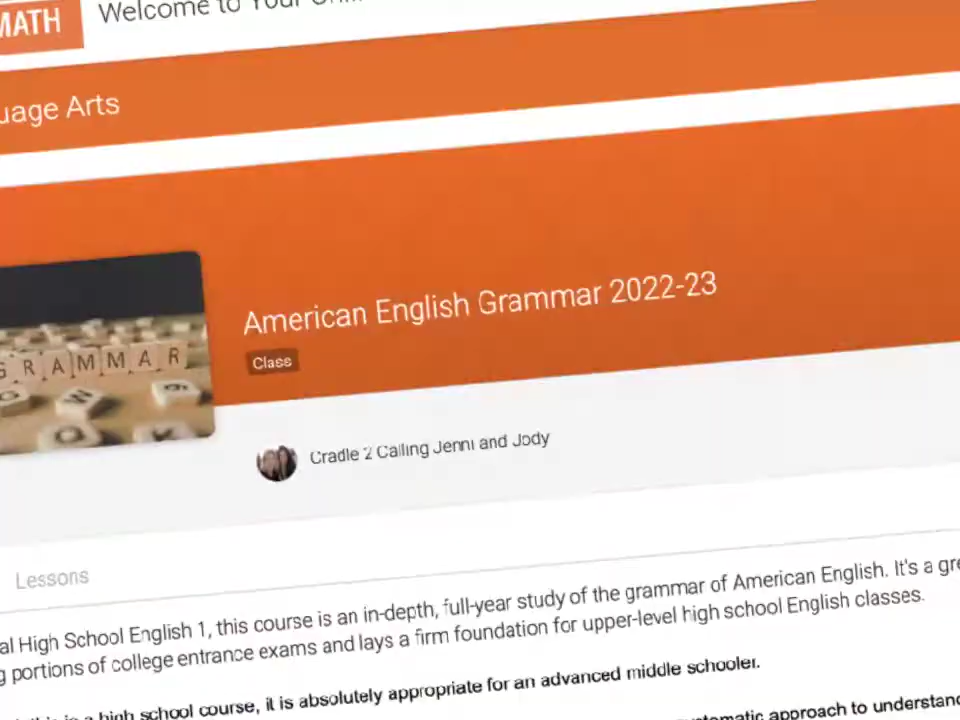 MATH Welcome to Your
uage Arts
GRAMMAR
American English Grammar 2022-23
Class
Cradle 2 Calling Jenni and Jody
Lessons
al High School English 1, this course is an in-depth, full-year study of the grammar of American English. It's a gre
g portions of college entrance exams and lays a firm foundation for upper-level high school English classes.
this is a high school course, it is absolutely appropriate for an advanced middle schooler.
ystematic approach to understand